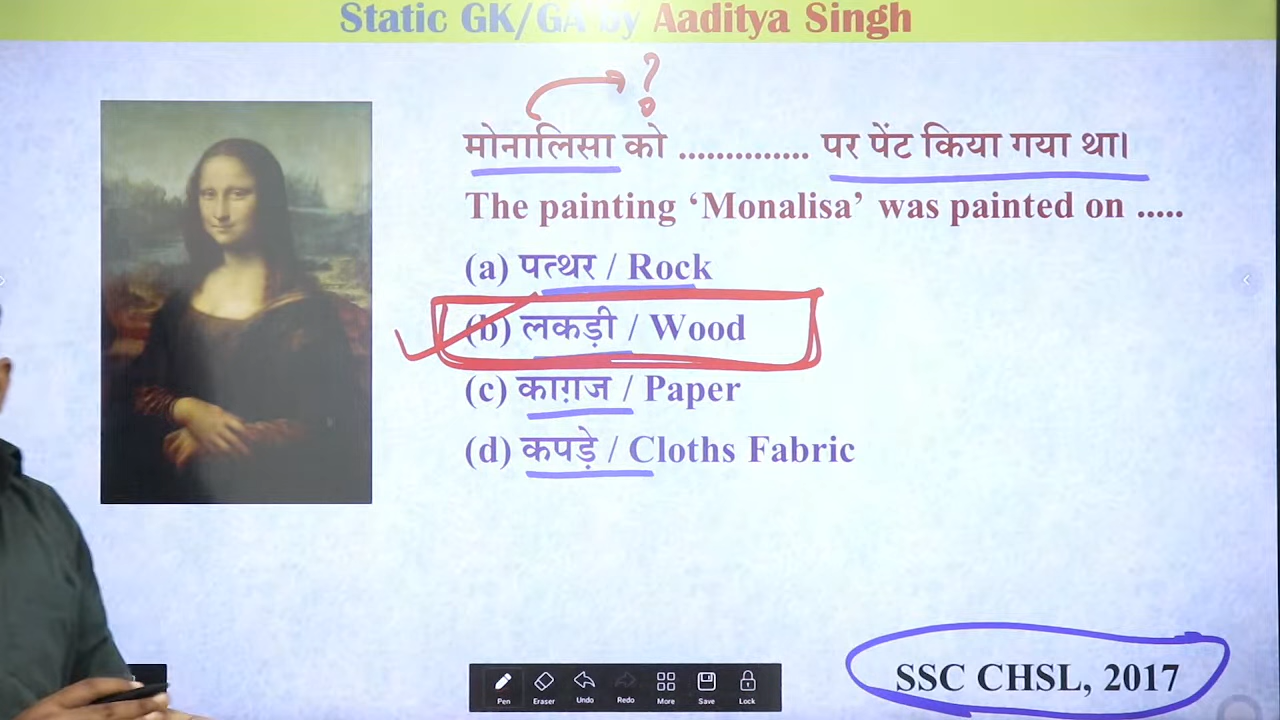 Static GK/GA by Aaditya Singh
?
मोनालिसा को .............. पर पेंट किया गया था।
The painting ‘Monalisa’ was painted on .....
(a) पत्थर / Rock
(b) लकड़ी / Wood
(c) काग़ज / Paper
(d) कपड़े / Cloths Fabric
SSC CHSL, 2017
Pen Eraser Undo Redo More Save Lock